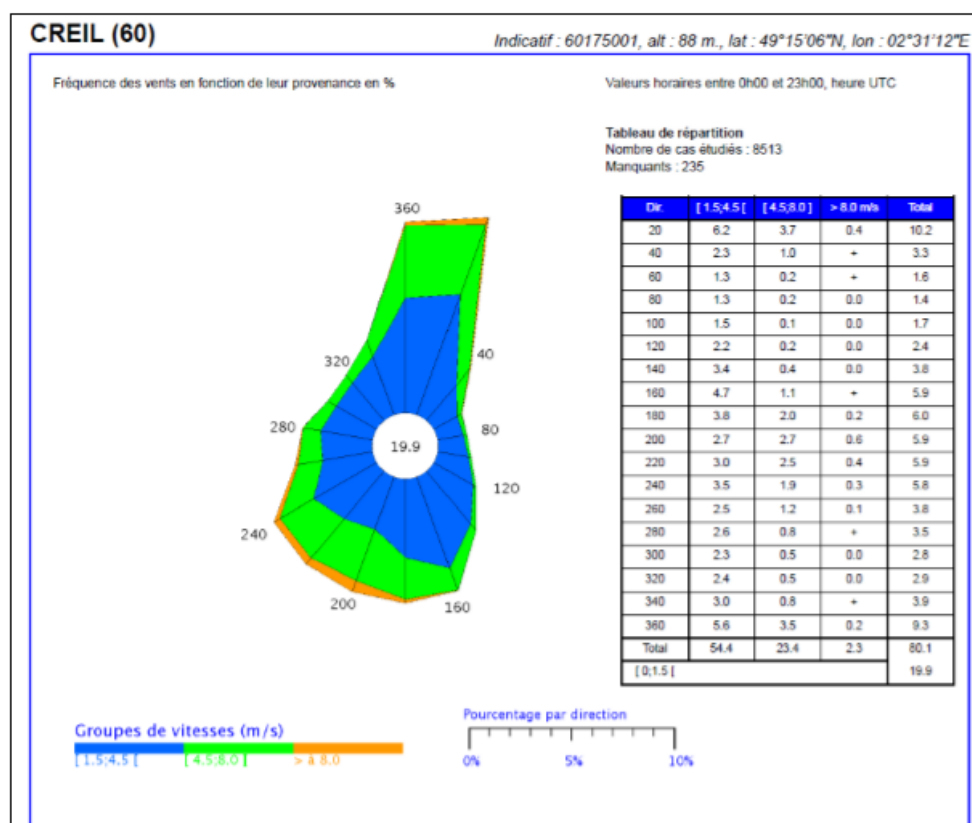 CREIL (60)
Indicatif : 60175001, alt : 88 m., lat : 49°15'06"N, lon : 02°31'12"E
Fréquence des vents en fonction de leur provenance en %
Valeurs horaires entre 0h00 et 23h00, heure UTC
Tableau de répartition
Nombre de cas étudiés : 8513
Manquants : 235
360
40
80
120
160
200
240
280
320
19.9
Dir. [ 1.5;4.5 [ [ 4.5;8.0 ] > 8.0 m/s Total
20 6.2 3.7 0.4 10.2
40 2.3 1.0 + 3.3
60 1.3 0.2 + 1.6
80 1.3 0.2 0.0 1.4
100 1.5 0.1 0.0 1.7
120 2.2 0.2 0.0 2.4
140 3.4 0.4 0.0 3.8
160 4.7 1.1 + 5.9
180 3.8 2.0 0.2 6.0
200 2.7 2.7 0.6 5.9
220 3.0 2.5 0.4 5.9
240 3.5 1.9 0.3 5.8
260 2.5 1.2 0.1 3.8
280 2.6 0.8 + 3.5
300 2.3 0.5 0.0 2.8
320 2.4 0.5 0.0 2.9
340 3.0 0.8 + 3.9
360 5.6 3.5 0.2 9.3
Total 54.4 23.4 2.3 80.1
[ 0;1.5 [ 19.9
Groupes de vitesses (m/s)
[ 1.5;4.5 [ [ 4.5;8.0 ] > à 8.0
Pourcentage par direction
0% 5% 10%